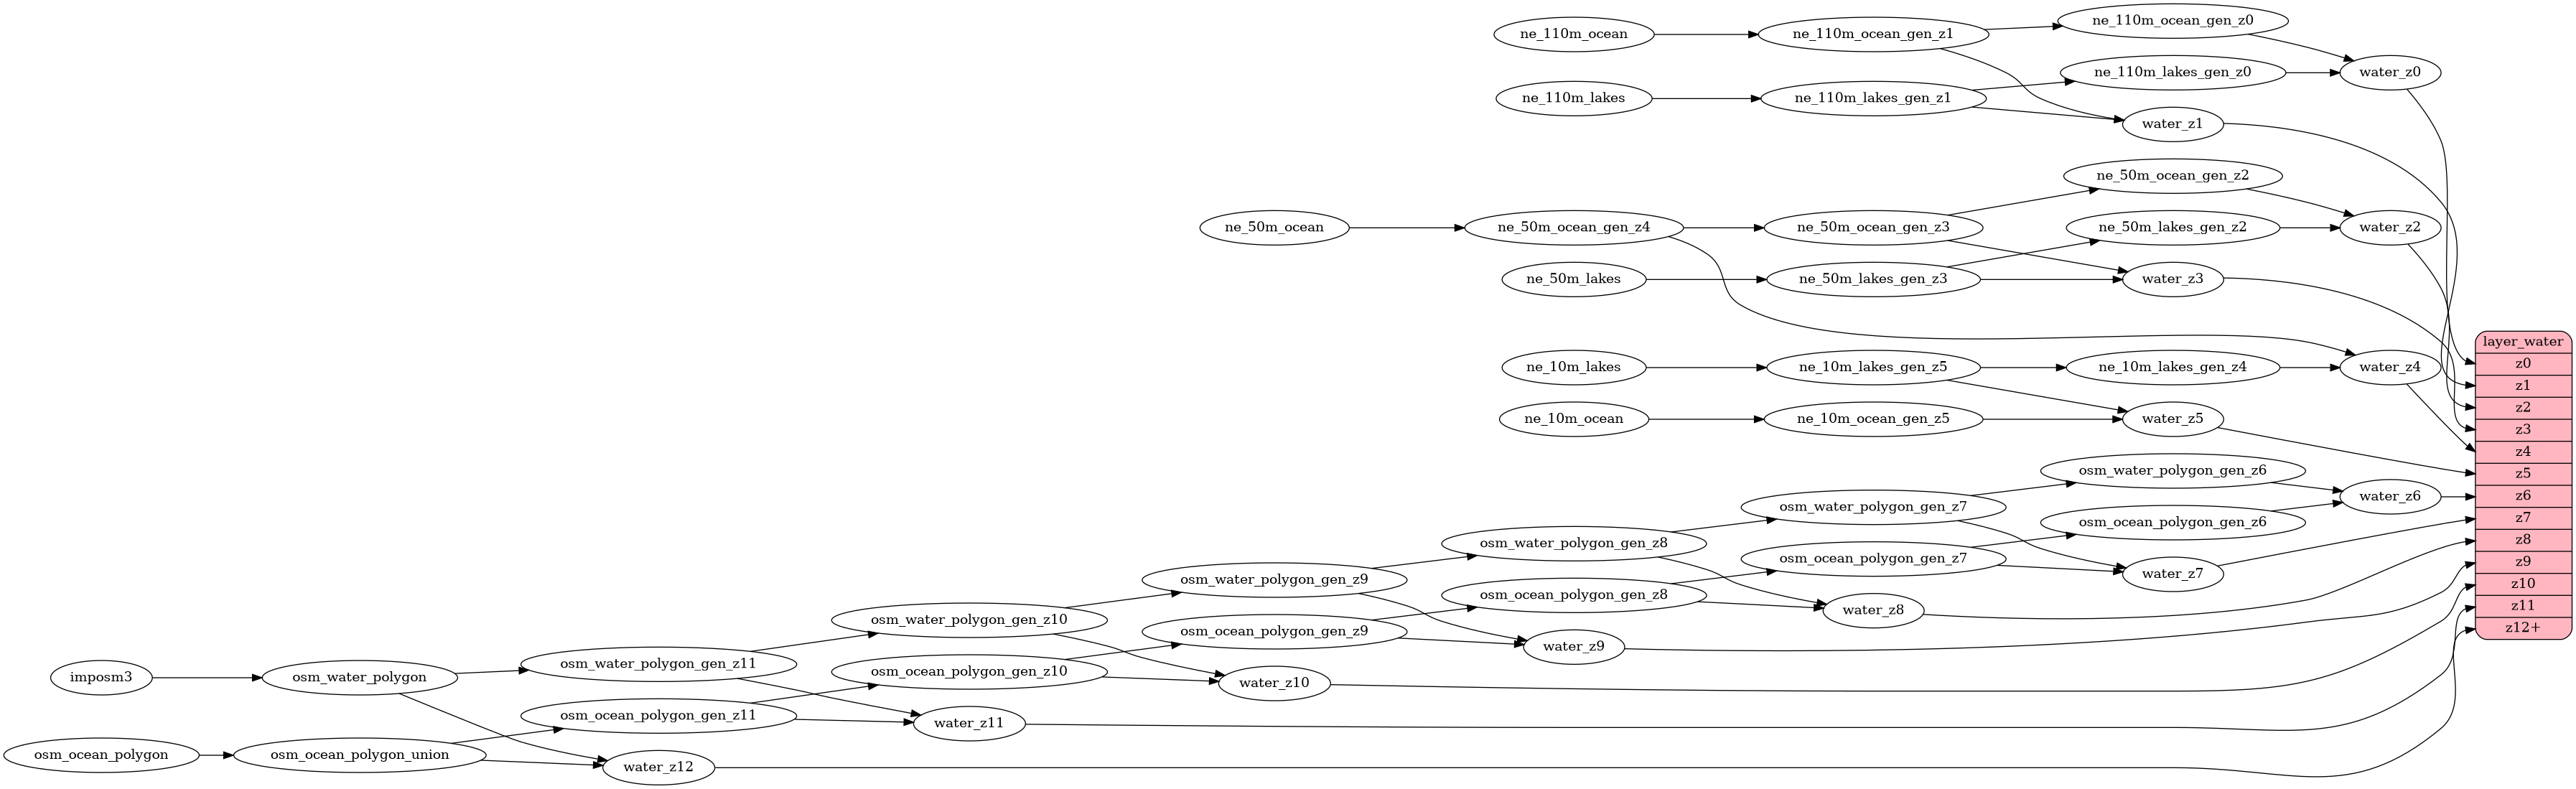 ne_110m_ocean
ne_110m_ocean_gen_z1
ne_110m_ocean_gen_z0
ne_110m_lakes
ne_110m_lakes_gen_z1
ne_110m_lakes_gen_z0
water_z0
water_z1
ne_50m_ocean
ne_50m_ocean_gen_z4
ne_50m_ocean_gen_z3
ne_50m_ocean_gen_z2
ne_50m_lakes_gen_z2
water_z2
ne_50m_lakes
ne_50m_lakes_gen_z3
water_z3
ne_10m_lakes
ne_10m_lakes_gen_z5
ne_10m_lakes_gen_z4
water_z4
ne_10m_ocean
ne_10m_ocean_gen_z5
water_z5
layer_water
z0
z1
z2
z3
z4
z5
z6
z7
z8
z9
z10
z11
z12+
osm_water_polygon_gen_z6
water_z6
osm_water_polygon_gen_z7
osm_ocean_polygon_gen_z6
osm_water_polygon_gen_z8
osm_ocean_polygon_gen_z7
water_z7
osm_water_polygon_gen_z9
osm_ocean_polygon_gen_z8
water_z8
osm_water_polygon_gen_z10
osm_ocean_polygon_gen_z9
water_z9
imposm3
osm_water_polygon
osm_water_polygon_gen_z11
osm_ocean_polygon_gen_z10
water_z10
osm_ocean_polygon_gen_z11
water_z11
osm_ocean_polygon
osm_ocean_polygon_union
water_z12